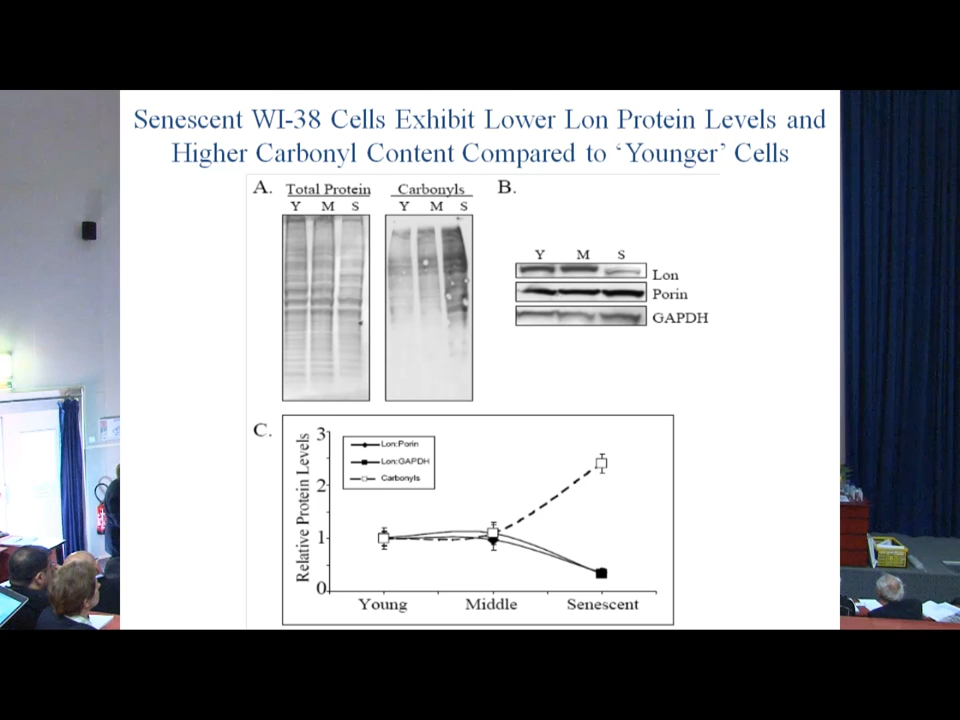 Senescent WI-38 Cells Exhibit Lower Lon Protein Levels and
Higher Carbonyl Content Compared to ‘Younger’ Cells
A. Total Protein Carbonyls
Y M S Y M S
B.
Y M S
Lon
Porin
GAPDH
C.
Relative Protein Levels
3
2
1
0
Lon:Porin
Lon:GAPDH
Carbonyls
Young Middle Senescent